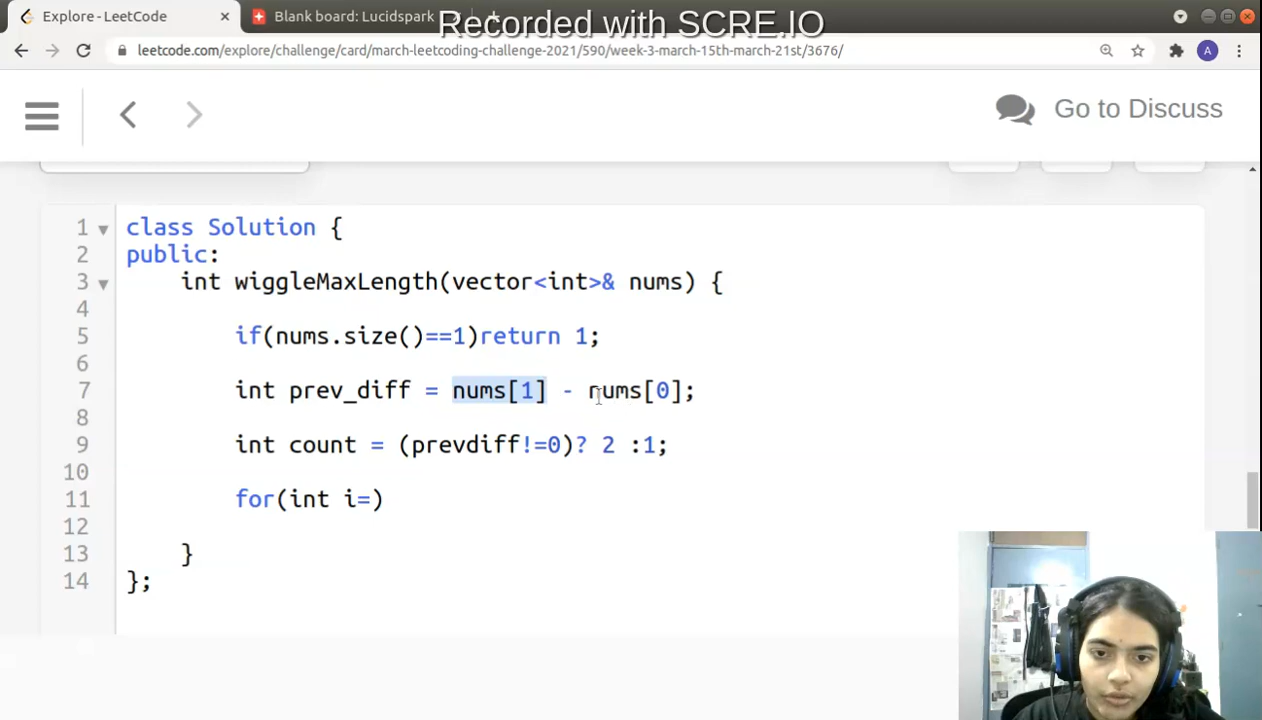 Explore - LeetCode
Blank board: Lucidspark
Recorded with SCRE.IO
leetcode.com/explore/challenge/card/march-leetcoding-challenge-2021/590/week-3-march-15th-march-21st/3676/
A
Go to Discuss
1 class Solution {
2 public:
3 int wiggleMaxLength(vector<int>& nums) {
4
5 if(nums.size()==1)return 1;
6
7 int prev_diff = nums[1] - nums[0];
8
9 int count = (prevdiff!=0)? 2 :1;
10
11 for(int i=)
12
13 }
14 };